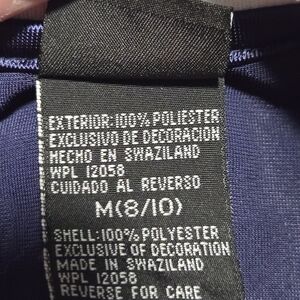 EXTERIOR:100% POLIESTER
EXCLUSIVO DE DECORACION
HECHO EN SWAZILAND
WPL 12058
CUIDADO AL REVERSO
M(8/10)
SHELL:100% POLYESTER
EXCLUSIVE OF DECORATION
MADE IN SWAZILAND
WPL 12058
REVERSE FOR CARE